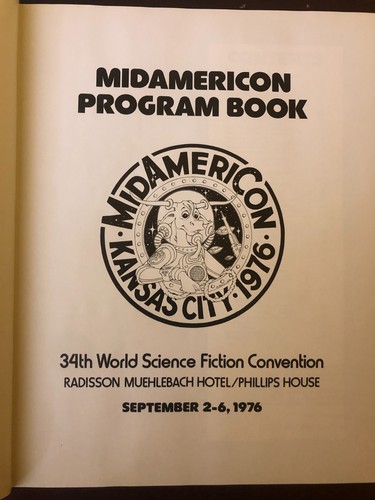 MIDAMERICON
PROGRAM BOOK
MIDAMERICON
· KANSAS CITY · 1976 ·
34th World Science Fiction Convention
RADISSON MUEHLEBACH HOTEL/PHILLIPS HOUSE
SEPTEMBER 2-6, 1976